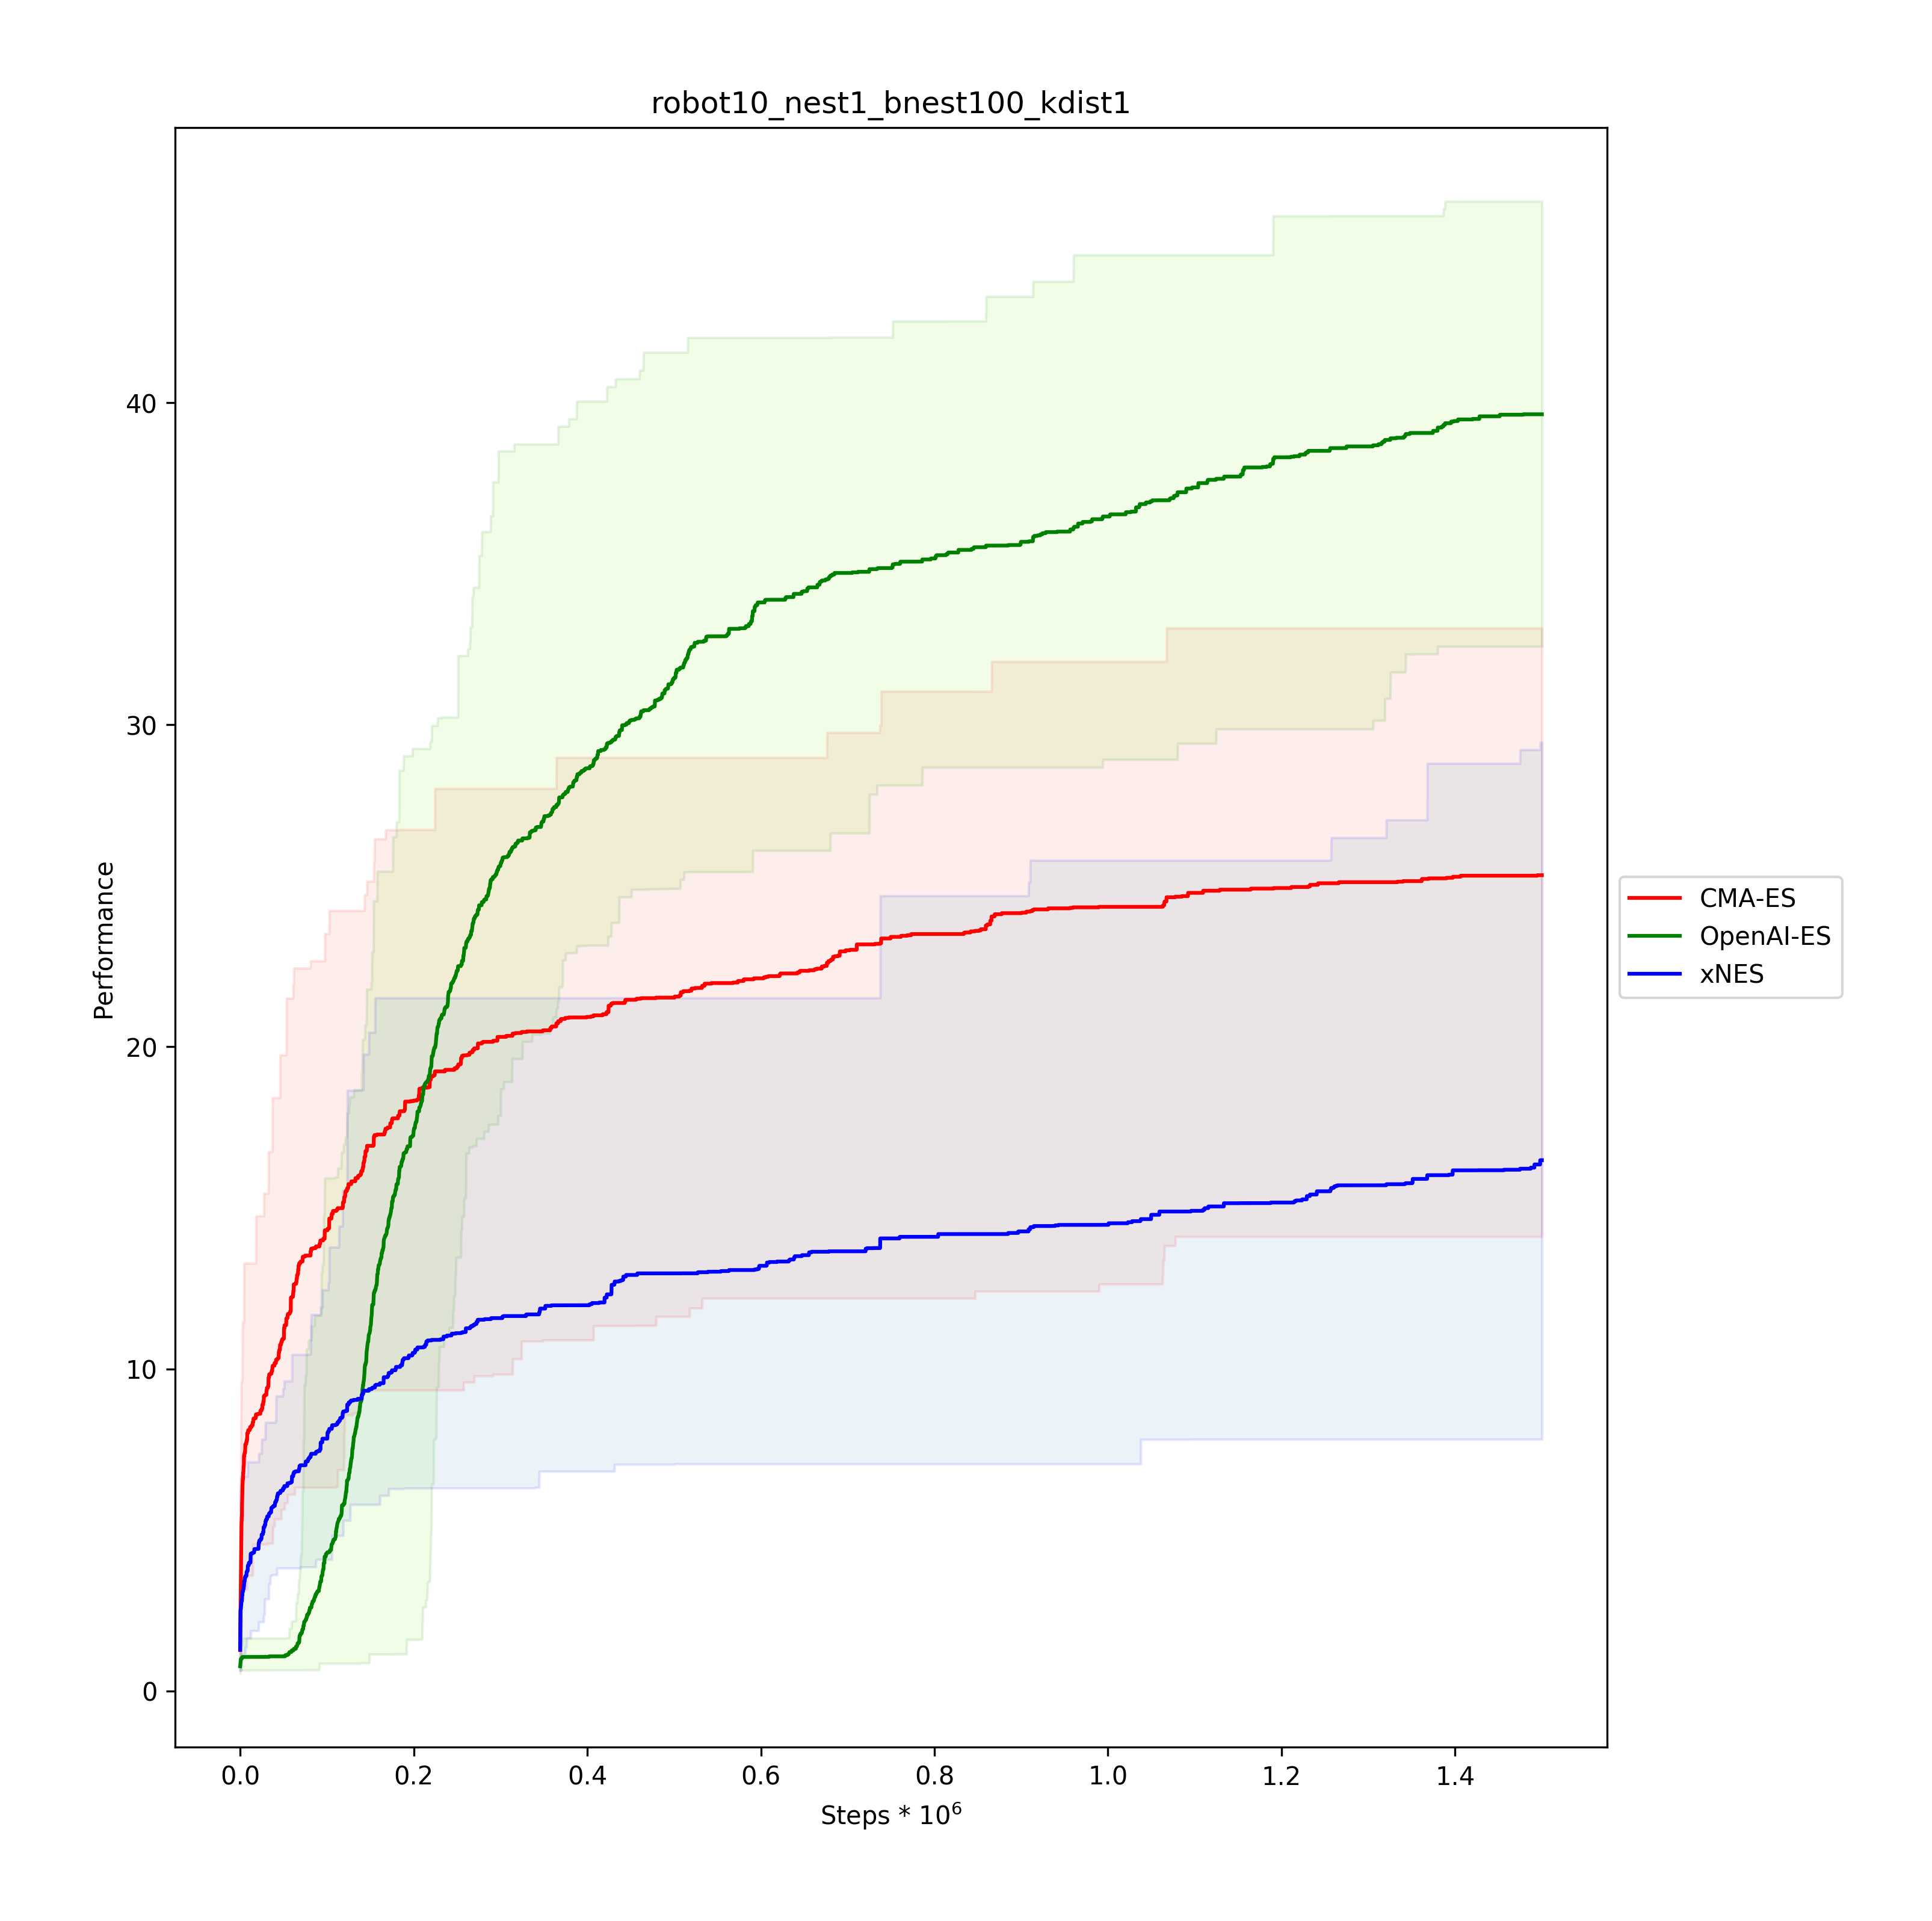 robot10_nest1_bnest100_kdist1
Performance
40
30
20
10
0
0.0 0.2 0.4 0.6 0.8 1.0 1.2 1.4
Steps * 10⁶
CMA-ES
OpenAI-ES
xNES